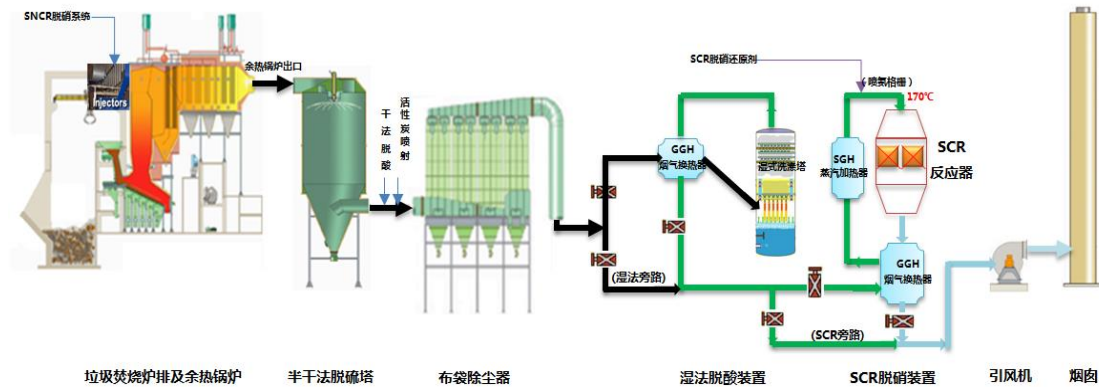 SNCR脱硝系统
余热锅炉出口
Injectors
干法脱酸
活性炭喷射
GGH
烟气换热器
湿式洗涤塔
(湿法旁路)
SCR脱硝还原剂
(喷氨格栅)
170℃
SGH
蒸汽加热器
SCR
反应器
GGH
烟气换热器
(SCR旁路)
垃圾焚烧炉排及余热锅炉
半干法脱硫塔
布袋除尘器
湿法脱酸装置
SCR脱硝装置
引风机
烟囱